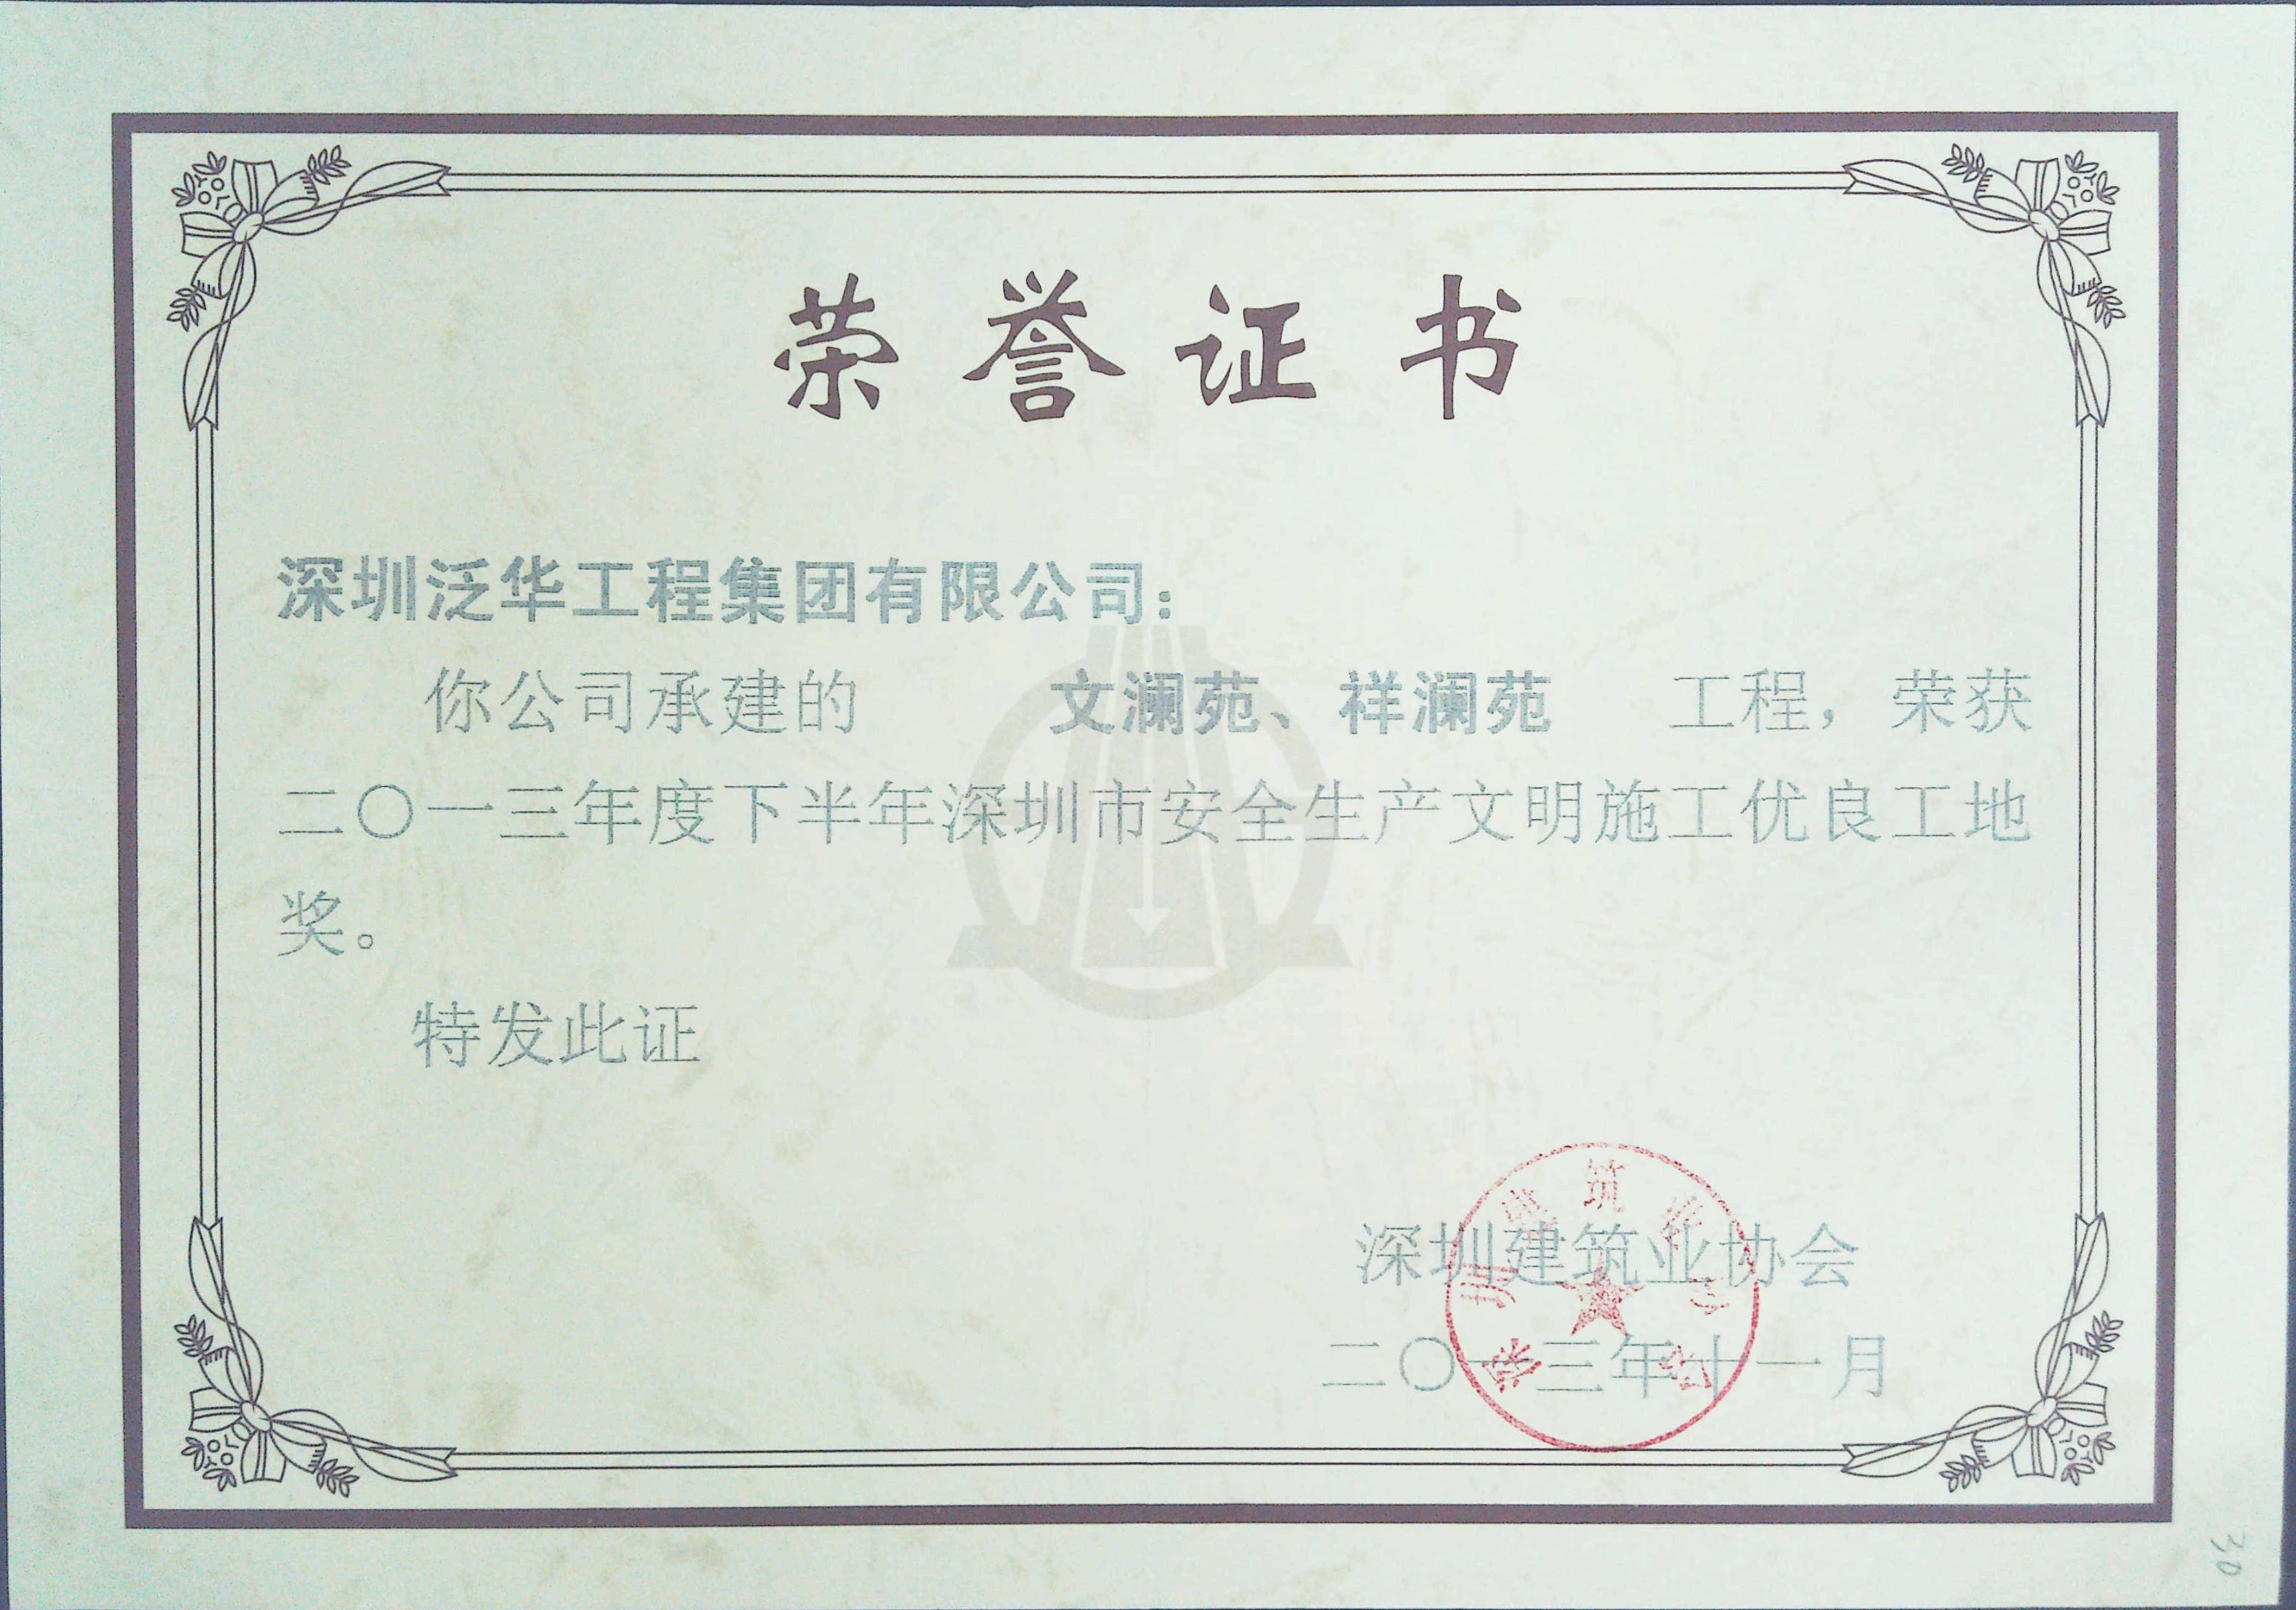 荣誉证书
深圳泛华工程集团有限公司：
你公司承建的 文澜苑、祥澜苑 工程，荣获
二〇一三年度下半年深圳市安全生产文明施工优良工地
奖。
特发此证
深圳建筑业协会
二〇一三年十一月
30